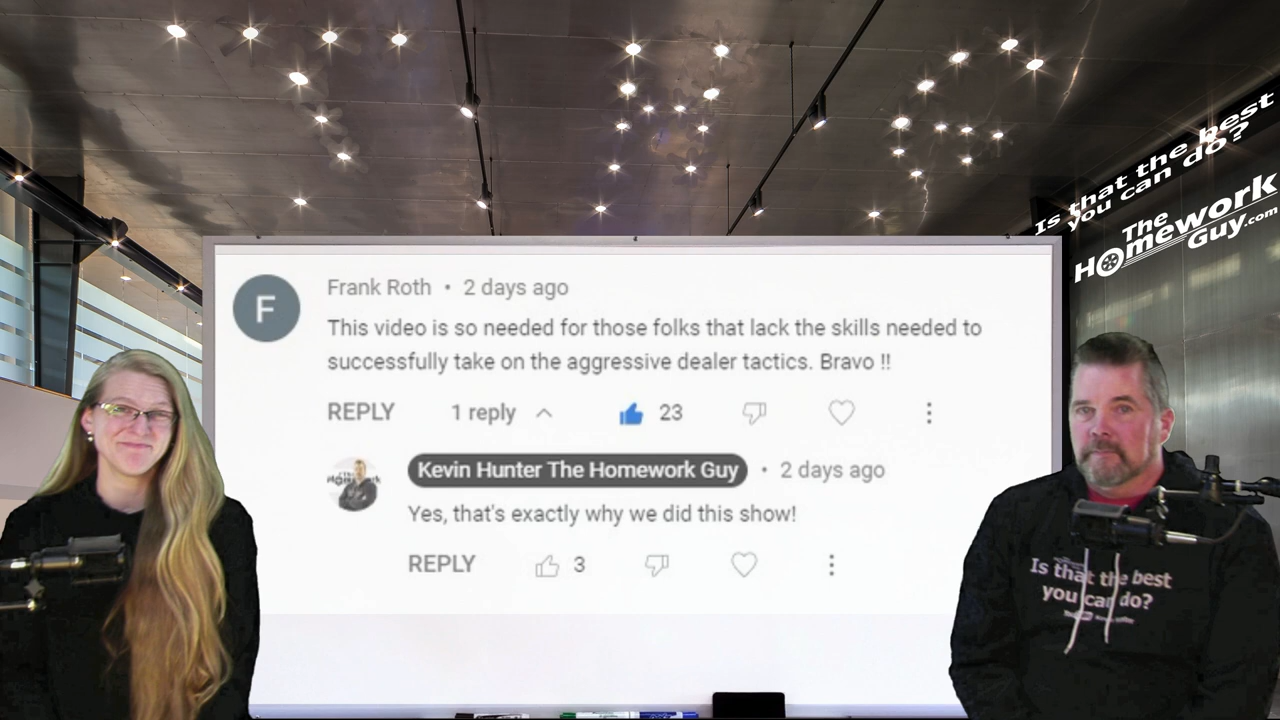 Is that the best
you can do?
The
Homework
Guy.com
F
Frank Roth • 2 days ago
This video is so needed for those folks that lack the skills needed to
successfully take on the aggressive dealer tactics. Bravo !!
REPLY 1 reply 23
Kevin Hunter The Homework Guy • 2 days ago
Yes, that's exactly why we did this show!
REPLY 3
Is that the best
you can do?